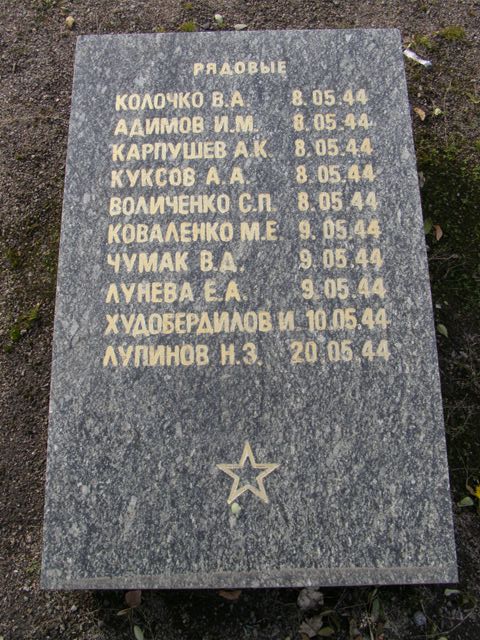 РЯДОВЫЕ
КОЛОЧКО В.А. 8.05.44
АДИМОВ И.М. 8.05.44
КАРПУШЕВ А.К. 8.05.44
КУКСОВ А.А. 8.05.44
ВОЛИЧЕНКО С.П. 8.05.44
КОВАЛЕНКО М.Е. 9.05.44
ЧУМАК В.Д. 9.05.44
ЛУНЕВА Е.А. 9.05.44
ХУДОБЕРДИЛОВ И. 10.05.44
ЛУПИНОВ Н.З. 20.05.44